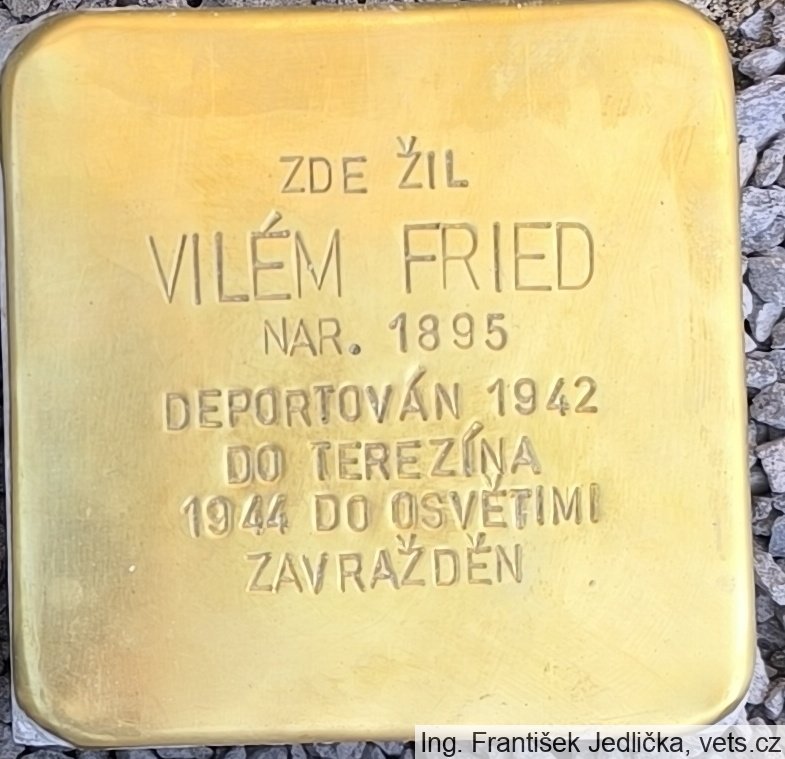 ZDE ŽIL
VILÉM FRIED
NAR. 1895
DEPORTOVÁN 1942
DO TEREZÍNA
1944 DO OSVĚTIMI
ZAVRAŽDĚN
Ing. František Jedlička, vets.cz